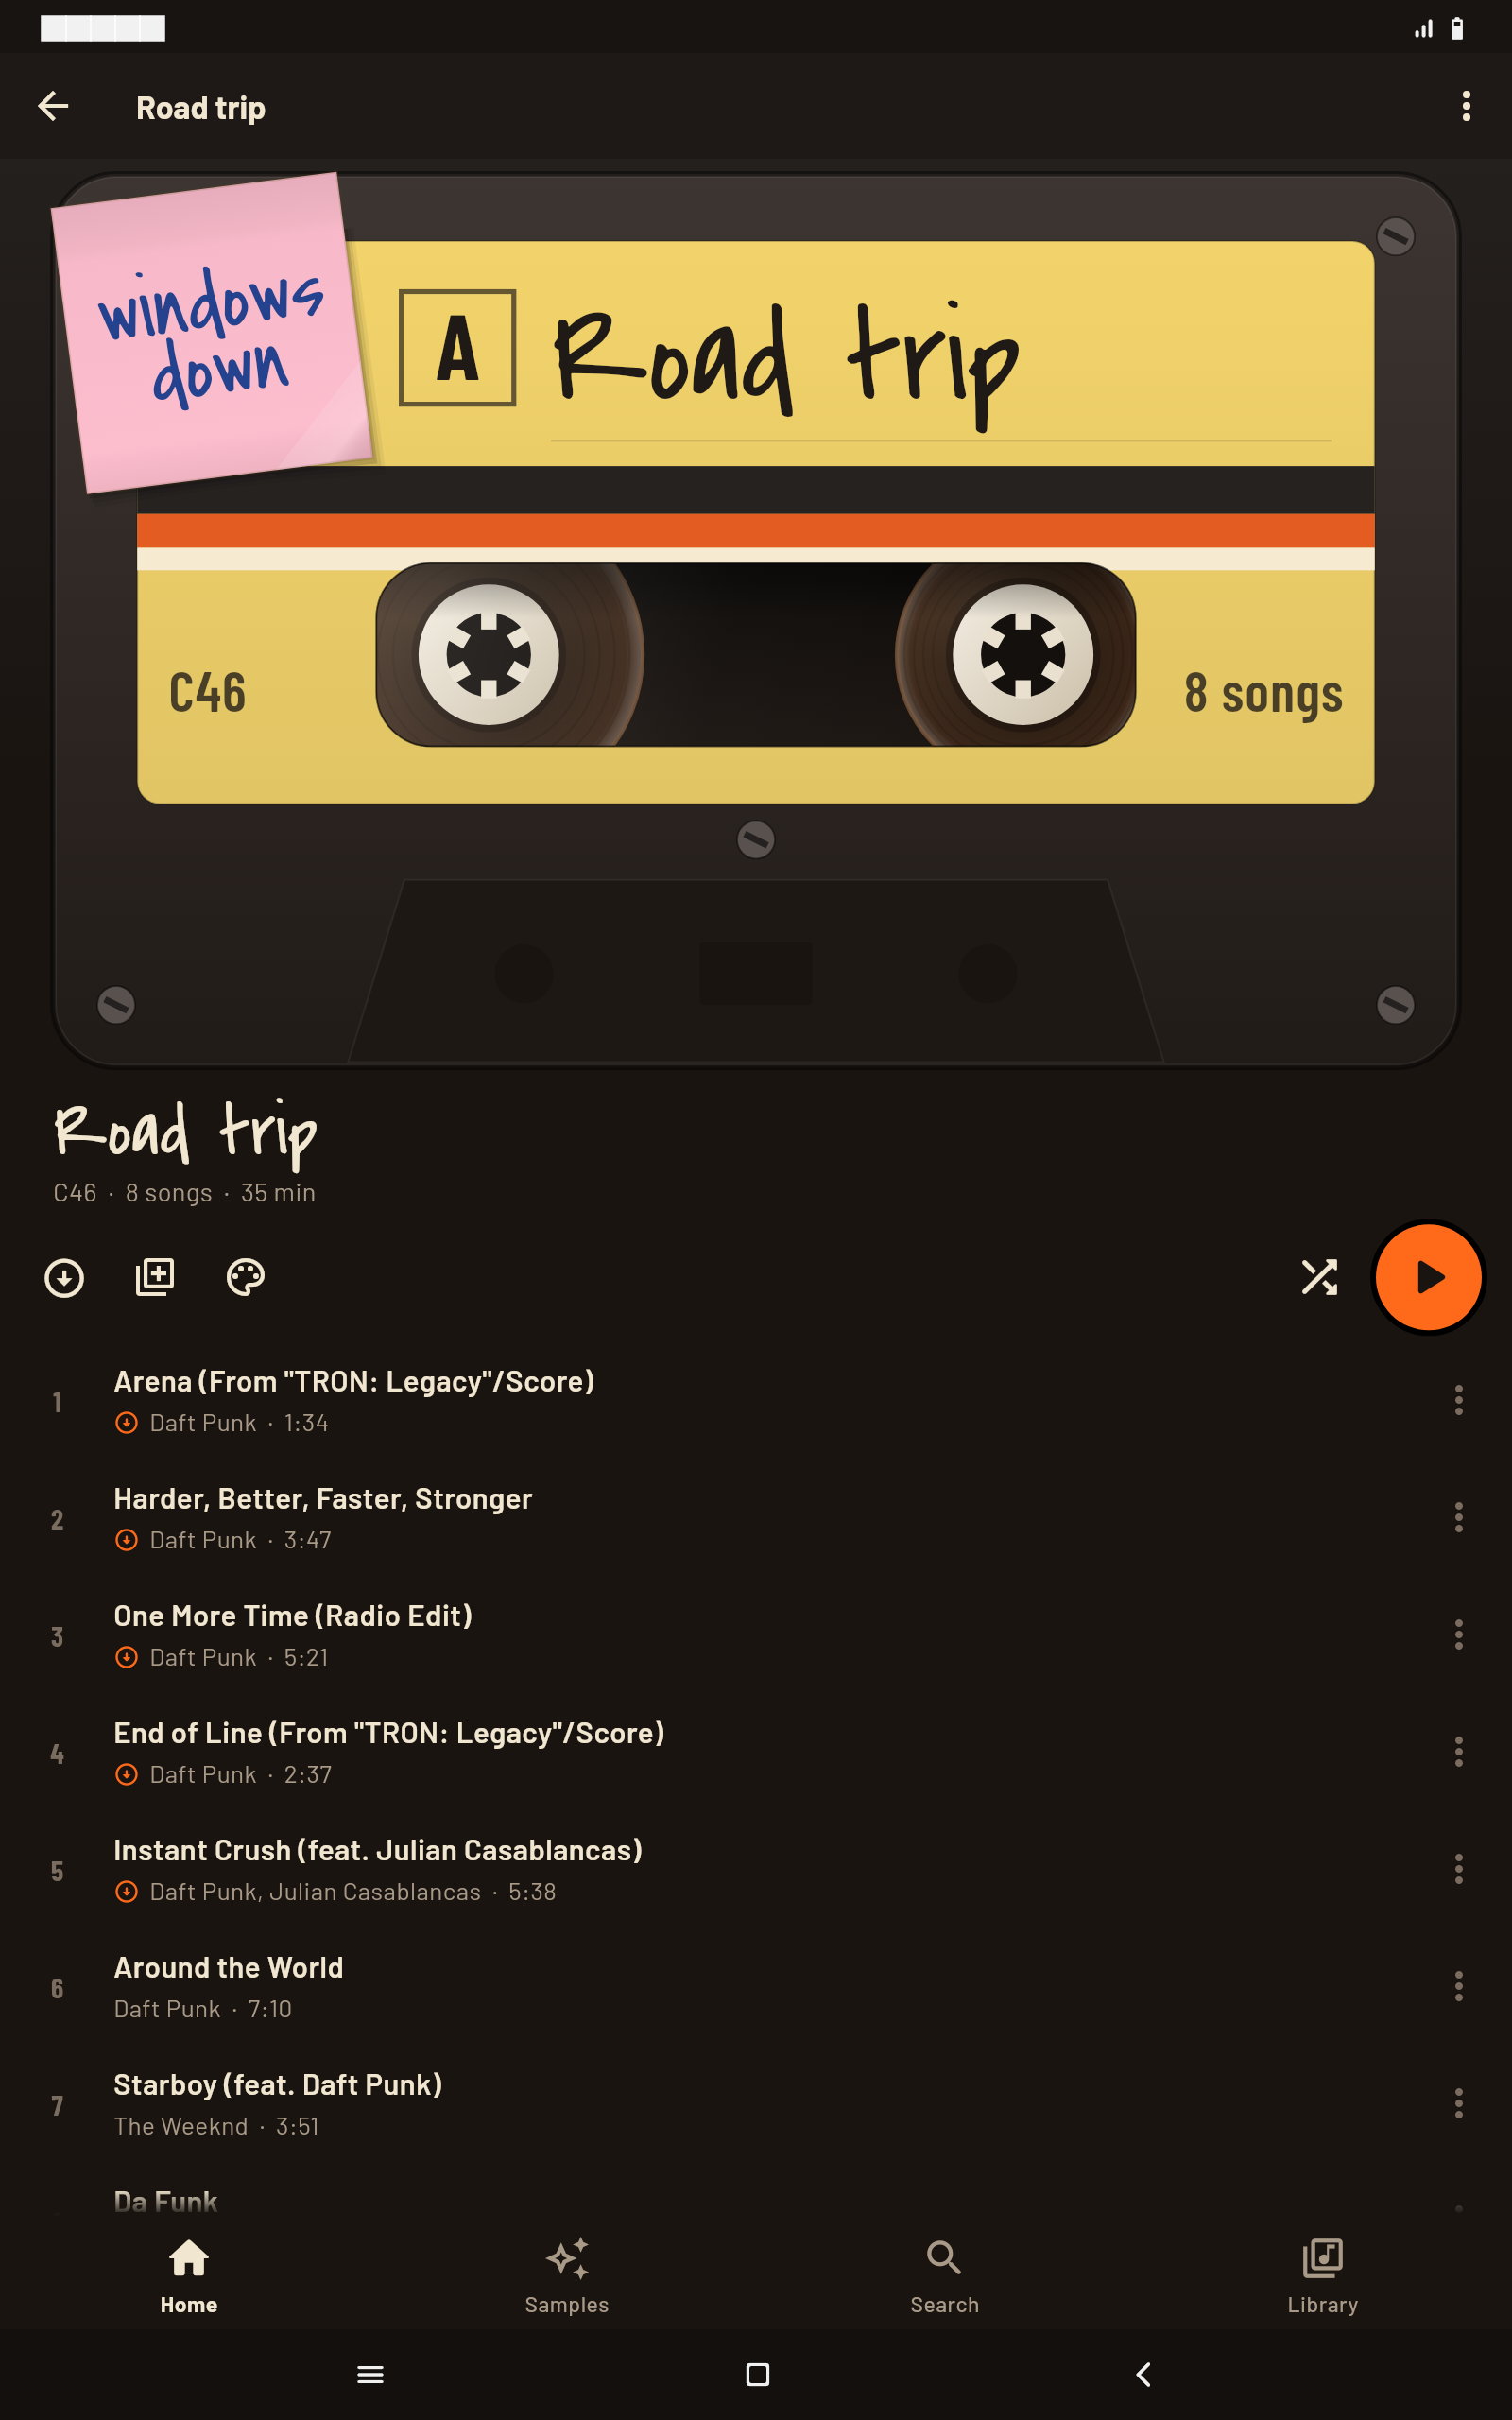 Road trip
windows
down
A
Road trip
C46
8 songs
Road trip
C46 · 8 songs · 35 min
1
Arena (From "TRON: Legacy"/Score)
Daft Punk · 1:34
2
Harder, Better, Faster, Stronger
Daft Punk · 3:47
3
One More Time (Radio Edit)
Daft Punk · 5:21
4
End of Line (From "TRON: Legacy"/Score)
Daft Punk · 2:37
5
Instant Crush (feat. Julian Casablancas)
Daft Punk, Julian Casablancas · 5:38
6
Around the World
Daft Punk · 7:10
7
Starboy (feat. Daft Punk)
The Weeknd · 3:51
Da Funk
Home
Samples
Search
Library